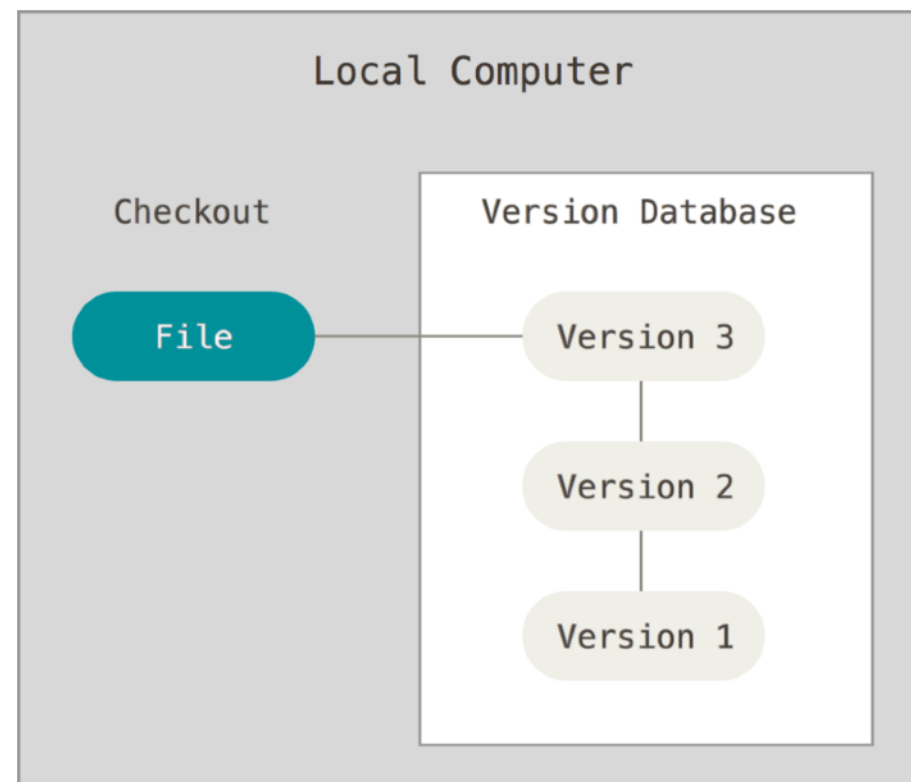 Local Computer
Checkout
Version Database
File
Version 3
Version 2
Version 1